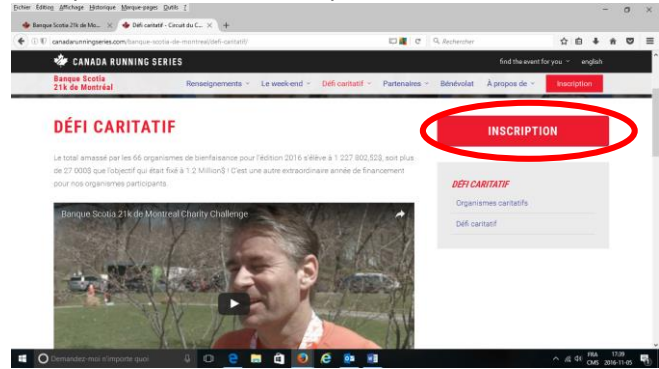 Fichier Édition Affichage Historique Marque-pages Outils ?
Banque Scotia 21k de Mo... × Défi caritatif - Circuit du C... × +
canadarunningseries.com/banque-scotia-21k-de-montreal/defi-caritatif/ Rechercher
CANADA RUNNING SERIES find the event for you english
Banque Scotia
21k de Montréal
Renseignements Le week-end Défi caritatif Partenaires Bénévolat À propos de Inscription
DÉFI CARITATIF
INSCRIPTION
Le total amassé par les 66 organismes de bienfaisance pour l'édition 2016 s'élève à 1 227 802,52$, soit plus
de 27 000$ que l'objectif qui était fixé à 1.2 Million$ ! C'est une autre extraordinaire année de financement
pour nos organismes participants.
DÉFI CARITATIF
Organismes caritatifs
Défi caritatif
Banque Scotia 21k de Montreal Charity Challenge
Demandez-moi n'importe quoi
FRA 17:39
CMS 2016-11-05